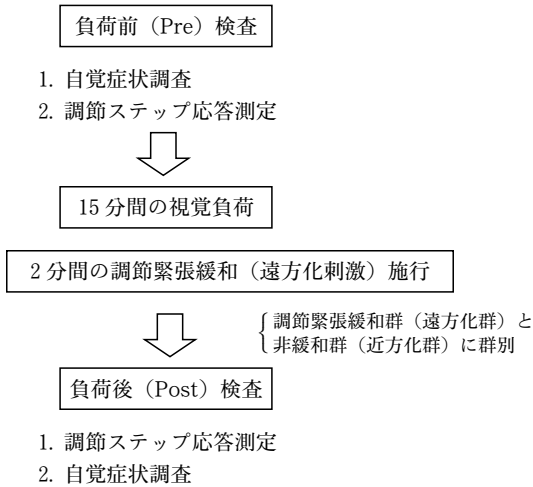 負荷前（Pre）検査
1. 自覚症状調査
2. 調節ステップ応答測定
15分間の視覚負荷
2分間の調節緊張緩和（遠方化刺激）施行
調節緊張緩和群（遠方化群）と
非緩和群（近方化群）に群別
負荷後（Post）検査
1. 調節ステップ応答測定
2. 自覚症状調査